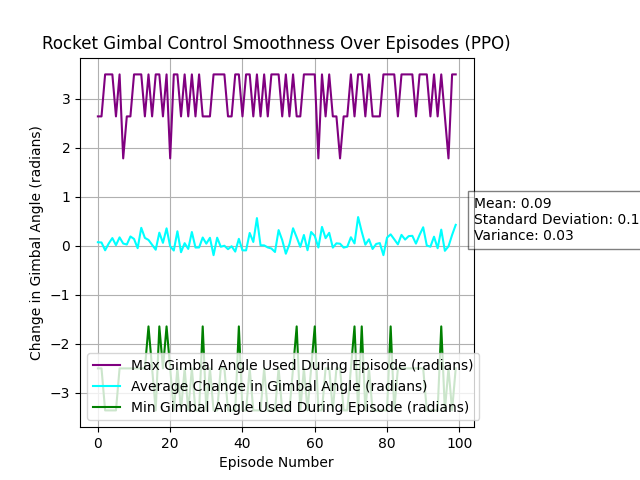 Rocket Gimbal Control Smoothness Over Episodes (PPO)
Change in Gimbal Angle (radians)
3
2
1
0
−1
−2
−3
Mean: 0.09
Standard Deviation: 0.1
Variance: 0.03
Max Gimbal Angle Used During Episode (radians)
Average Change in Gimbal Angle (radians)
Min Gimbal Angle Used During Episode (radians)
0 20 40 60 80 100
Episode Number